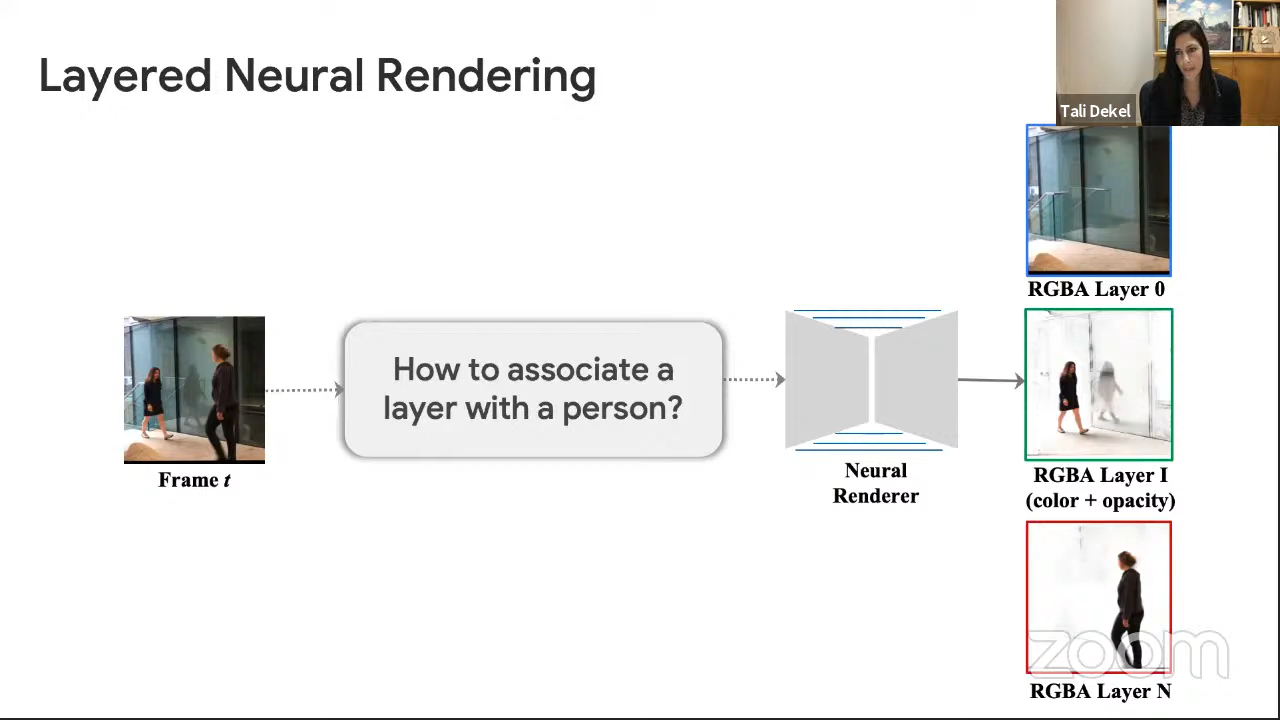 Layered Neural Rendering
Tali Dekel
RGBA Layer 0
How to associate a
layer with a person?
Frame t
Neural
Renderer
RGBA Layer I
(color + opacity)
zoom
RGBA Layer N